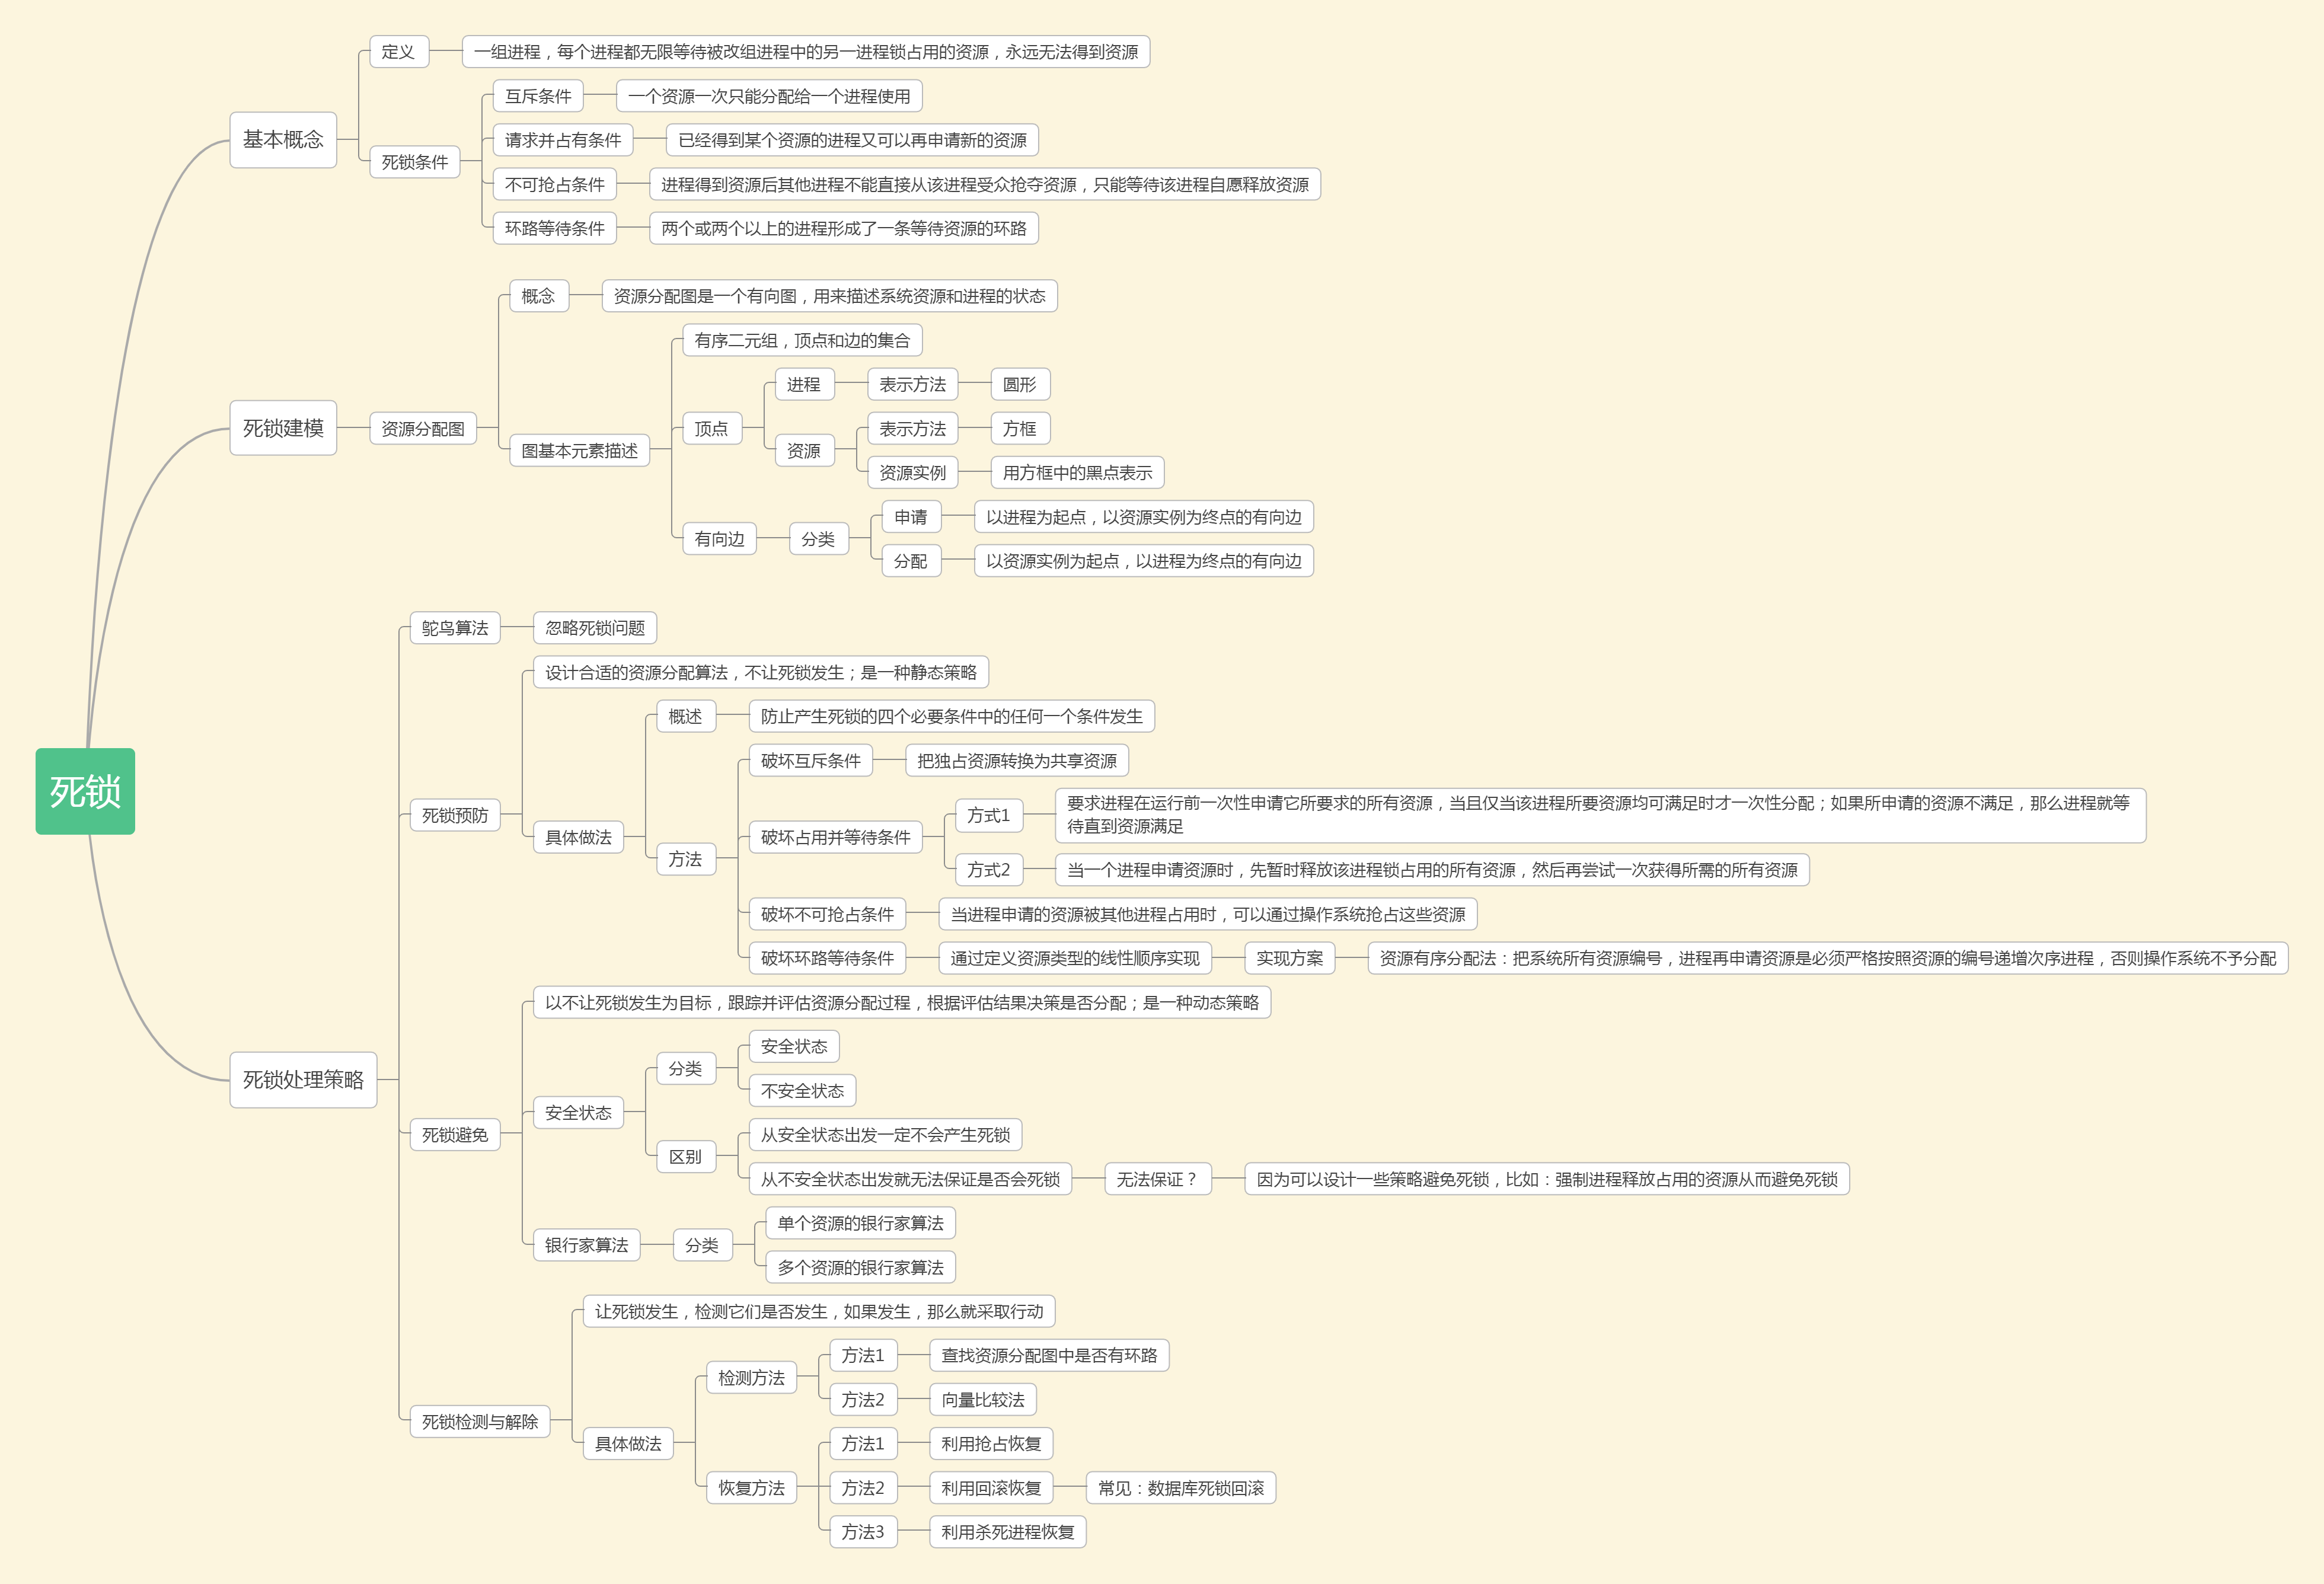 死锁
基本概念
定义
一组进程，每个进程都无限等待被改组进程中的另一进程锁占用的资源，永远无法得到资源
死锁条件
互斥条件
一个资源一次只能分配给一个进程使用
请求并占有条件
已经得到某个资源的进程又可以再申请新的资源
不可抢占条件
进程得到资源后其他进程不能直接从该进程受众抢夺资源，只能等待该进程自愿释放资源
环路等待条件
两个或两个以上的进程形成了一条等待资源的环路
死锁建模
资源分配图
概念
资源分配图是一个有向图，用来描述系统资源和进程的状态
图基本元素描述
有序二元组，顶点和边的集合
顶点
进程
表示方法
圆形
资源
表示方法
方框
资源实例
用方框中的黑点表示
有向边
分类
申请
以进程为起点，以资源实例为终点的有向边
分配
以资源实例为起点，以进程为终点的有向边
死锁处理策略
鸵鸟算法
忽略死锁问题
死锁预防
设计合适的资源分配算法，不让死锁发生；是一种静态策略
具体做法
概述
防止产生死锁的四个必要条件中的任何一个条件发生
方法
破坏互斥条件
把独占资源转换为共享资源
破坏占用并等待条件
方式1
要求进程在运行前一次性申请它所要求的所有资源，当且仅当该进程所要资源均可满足时才一次性分配；如果所申请的资源不满足，那么进程就等
待直到资源满足
方式2
当一个进程申请资源时，先暂时释放该进程锁占用的所有资源，然后再尝试一次获得所需的所有资源
破坏不可抢占条件
当进程申请的资源被其他进程占用时，可以通过操作系统抢占这些资源
破坏环路等待条件
通过定义资源类型的线性顺序实现
实现方案
资源有序分配法：把系统所有资源编号，进程再申请资源是必须严格按照资源的编号递增次序进程，否则操作系统不予分配
死锁避免
以不让死锁发生为目标，跟踪并评估资源分配过程，根据评估结果决策是否分配；是一种动态策略
安全状态
分类
安全状态
不安全状态
区别
从安全状态出发一定不会产生死锁
从不安全状态出发就无法保证是否会死锁
无法保证？
因为可以设计一些策略避免死锁，比如：强制进程释放占用的资源从而避免死锁
银行家算法
分类
单个资源的银行家算法
多个资源的银行家算法
死锁检测与解除
让死锁发生，检测它们是否发生，如果发生，那么就采取行动
具体做法
检测方法
方法1
查找资源分配图中是否有环路
方法2
向量比较法
恢复方法
方法1
利用抢占恢复
方法2
利用回滚恢复
常见：数据库死锁回滚
方法3
利用杀死进程恢复